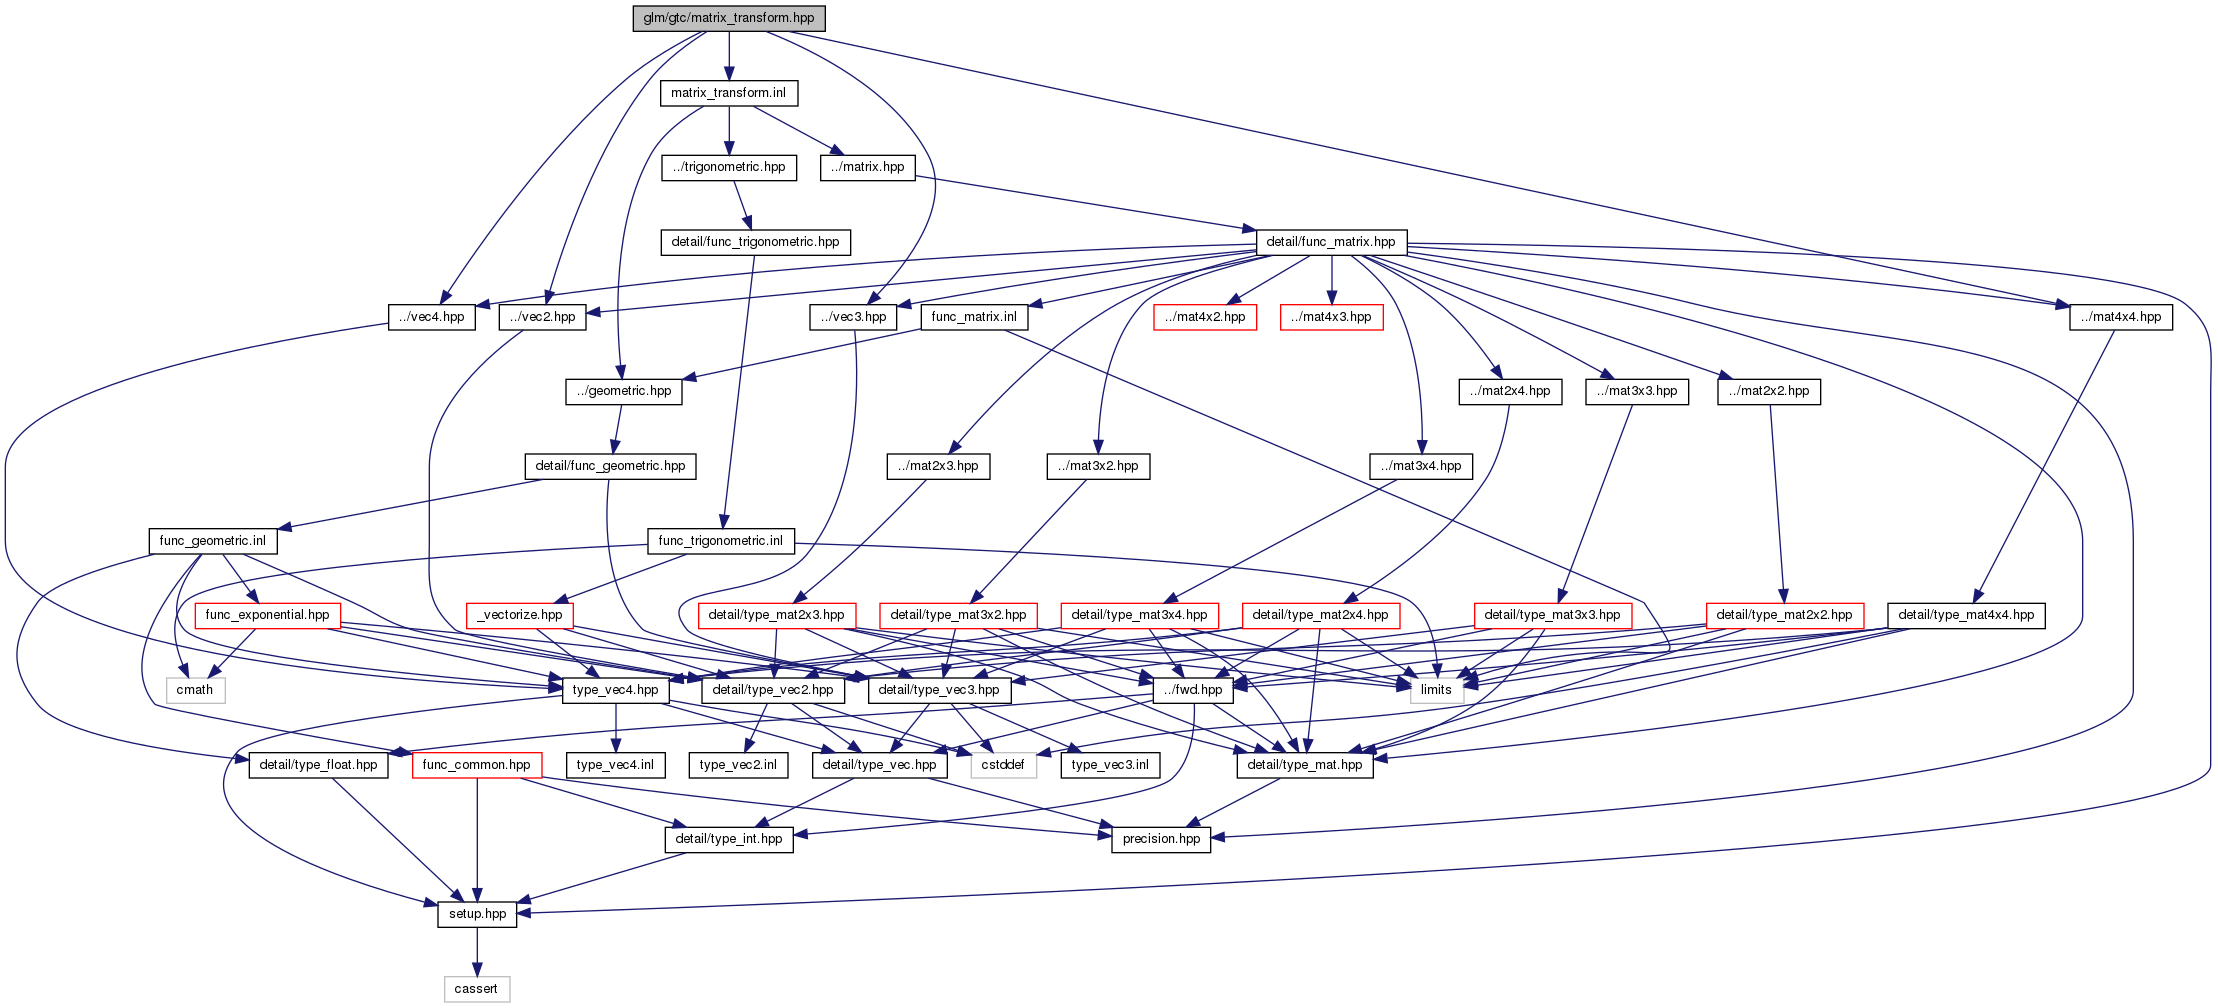 glm/gtc/matrix_transform.hpp
matrix_transform.inl
../trigonometric.hpp
../matrix.hpp
detail/func_trigonometric.hpp
detail/func_matrix.hpp
../vec4.hpp
../vec2.hpp
../vec3.hpp
func_matrix.inl
../mat4x2.hpp
../mat4x3.hpp
../mat4x4.hpp
../geometric.hpp
../mat2x4.hpp
../mat3x3.hpp
../mat2x2.hpp
detail/func_geometric.hpp
../mat2x3.hpp
../mat3x2.hpp
../mat3x4.hpp
func_geometric.inl
func_trigonometric.inl
func_exponential.hpp
_vectorize.hpp
detail/type_mat2x3.hpp
detail/type_mat3x2.hpp
detail/type_mat3x4.hpp
detail/type_mat2x4.hpp
detail/type_mat3x3.hpp
detail/type_mat2x2.hpp
detail/type_mat4x4.hpp
cmath
type_vec4.hpp
detail/type_vec2.hpp
detail/type_vec3.hpp
../fwd.hpp
limits
detail/type_float.hpp
func_common.hpp
type_vec4.inl
type_vec2.inl
detail/type_vec.hpp
cstddef
type_vec3.inl
detail/type_mat.hpp
detail/type_int.hpp
precision.hpp
setup.hpp
cassert